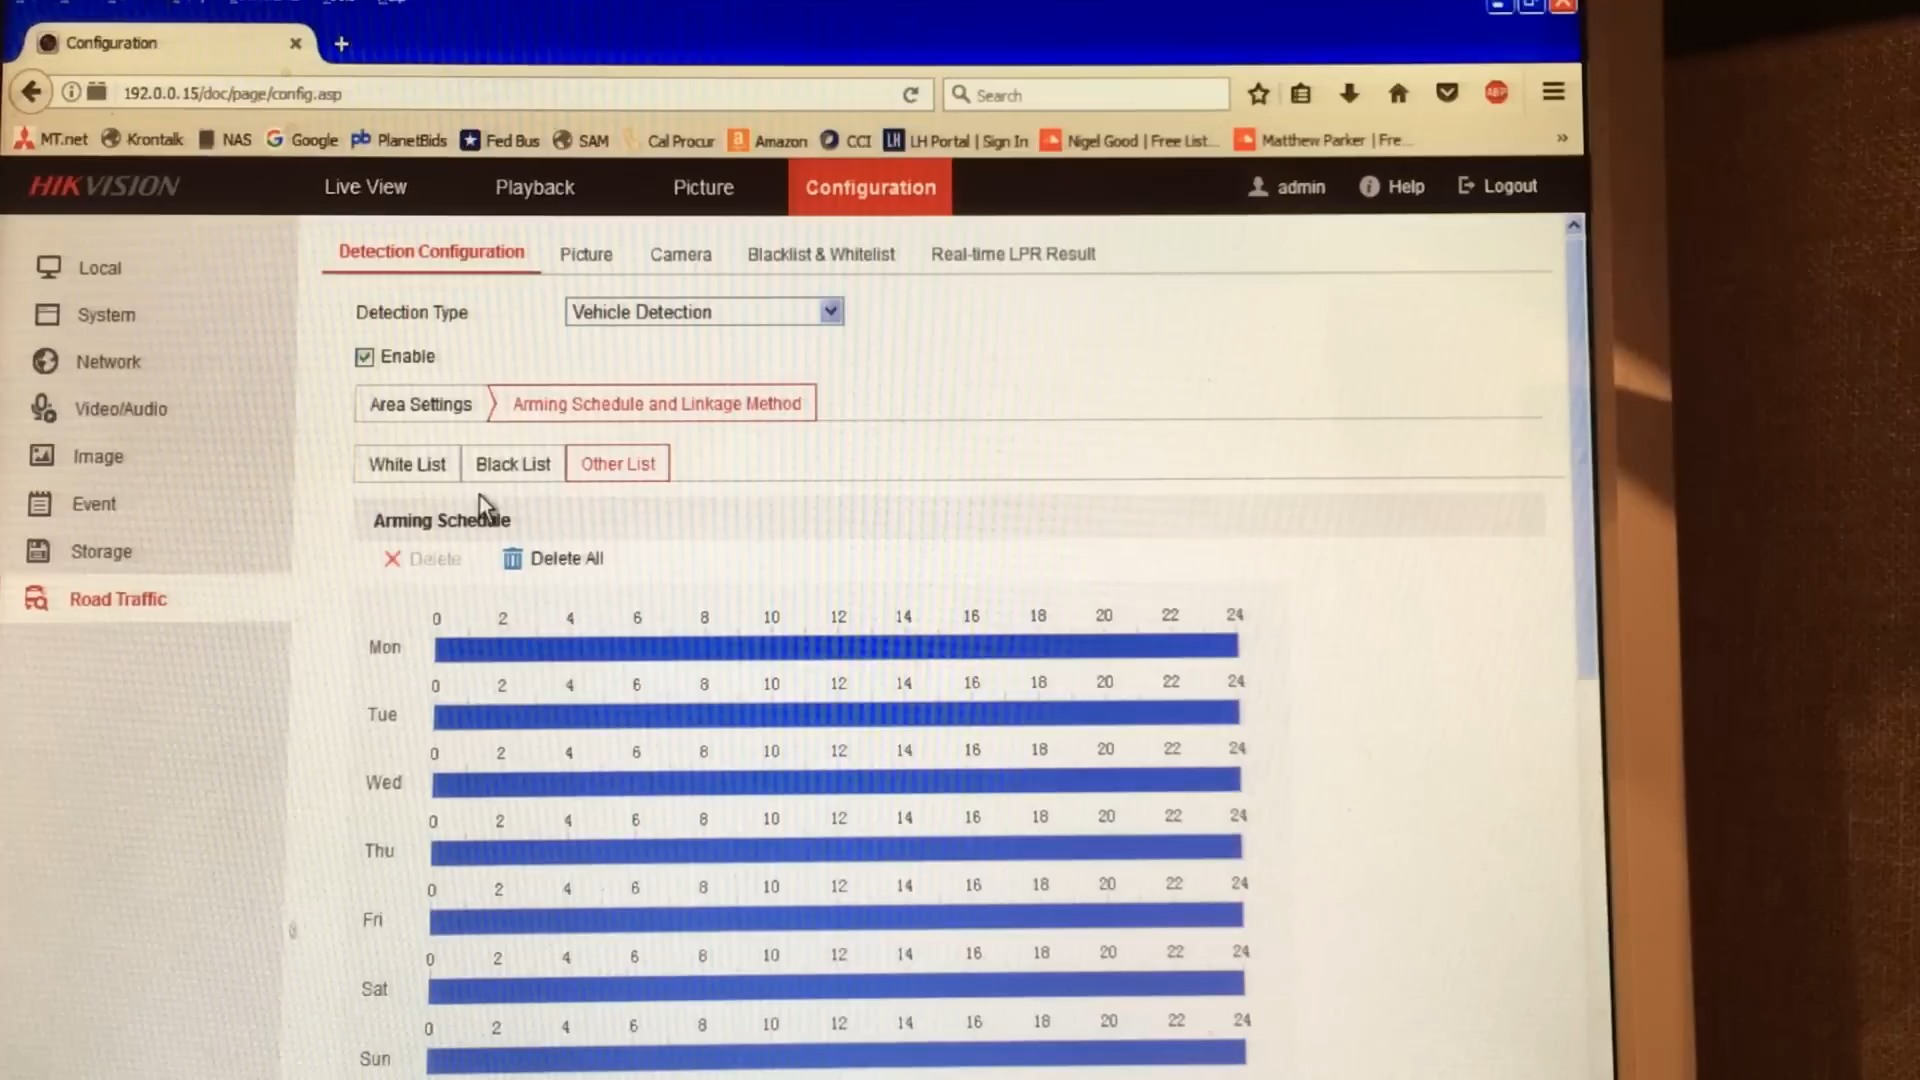 Configuration
192.0.0.15/doc/page/config.asp
Search
ABP
MT.net Krontalk NAS Google PlanetBids Fed Bus SAM Cal Procur Amazon CCI LH Portal | Sign In Nigel Good | Free List... Matthew Parker | Fre... »
HIKVISION Live View Playback Picture Configuration admin Help Logout
Local
System
Network
Video/Audio
Image
Event
Storage
Road Traffic
Detection Configuration Picture Camera Blacklist & Whitelist Real-time LPR Result
Detection Type Vehicle Detection
Enable
Area Settings Arming Schedule and Linkage Method
White List Black List Other List
Arming Schedule
Delete Delete All
0 2 4 6 8 10 12 14 16 18 20 22 24
Mon
0 2 4 6 8 10 12 14 16 18 20 22 24
Tue
0 2 4 6 8 10 12 14 16 18 20 22 24
Wed
0 2 4 6 8 10 12 14 16 18 20 22 24
Thu
0 2 4 6 8 10 12 14 16 18 20 22 24
Fri
0 2 4 6 8 10 12 14 16 18 20 22 24
Sat
0 2 4 6 8 10 12 14 16 18 20 22 24
Sun